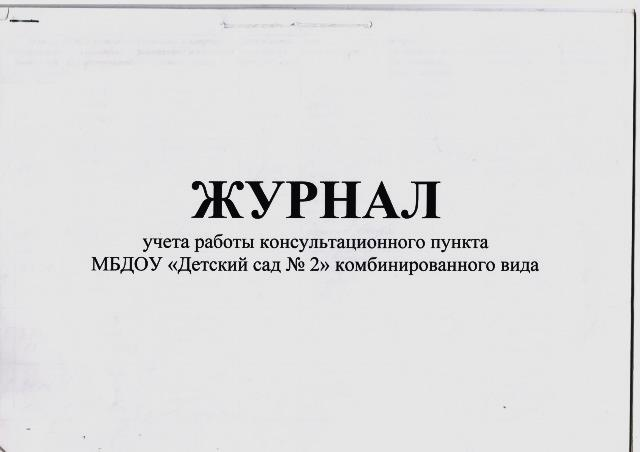 ЖУРНАЛ
учета работы консультационного пункта
МБДОУ «Детский сад № 2» комбинированного вида